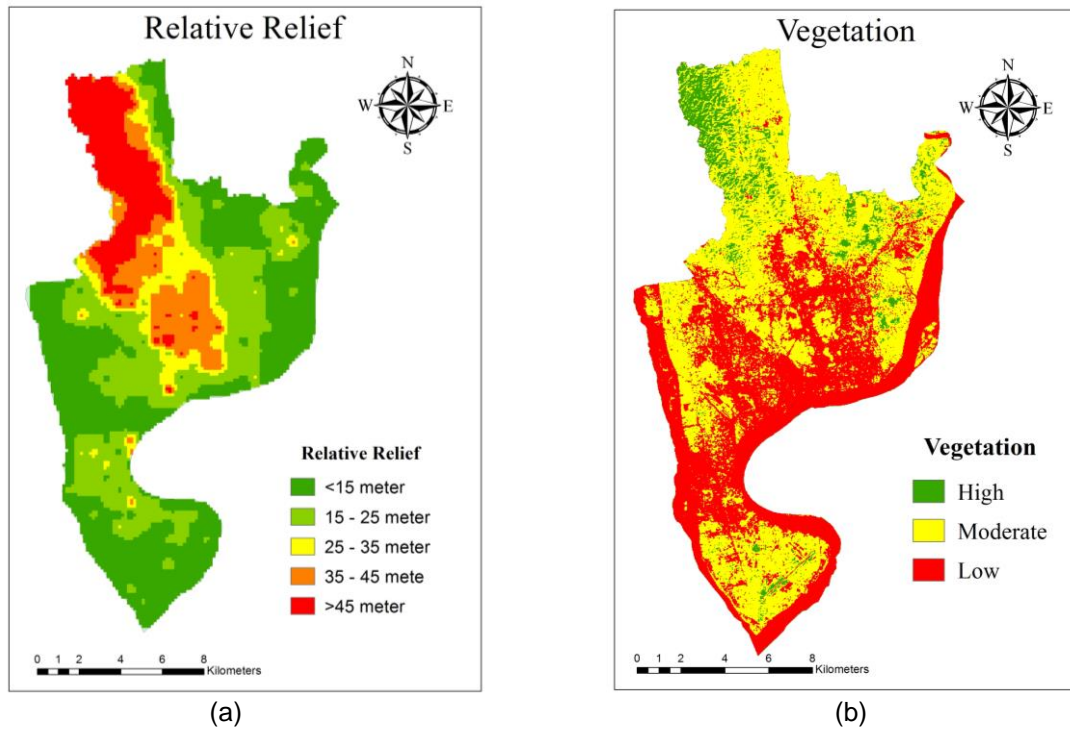 Relative Relief
N
W E
S
Relative Relief
<15 meter
15 - 25 meter
25 - 35 meter
35 - 45 mete
>45 meter
0 1 2 4 6 8
Kilometers
(a)
Vegetation
N
W E
S
Vegetation
High
Moderate
Low
0 1 2 4 6 8
Kilometers
(b)